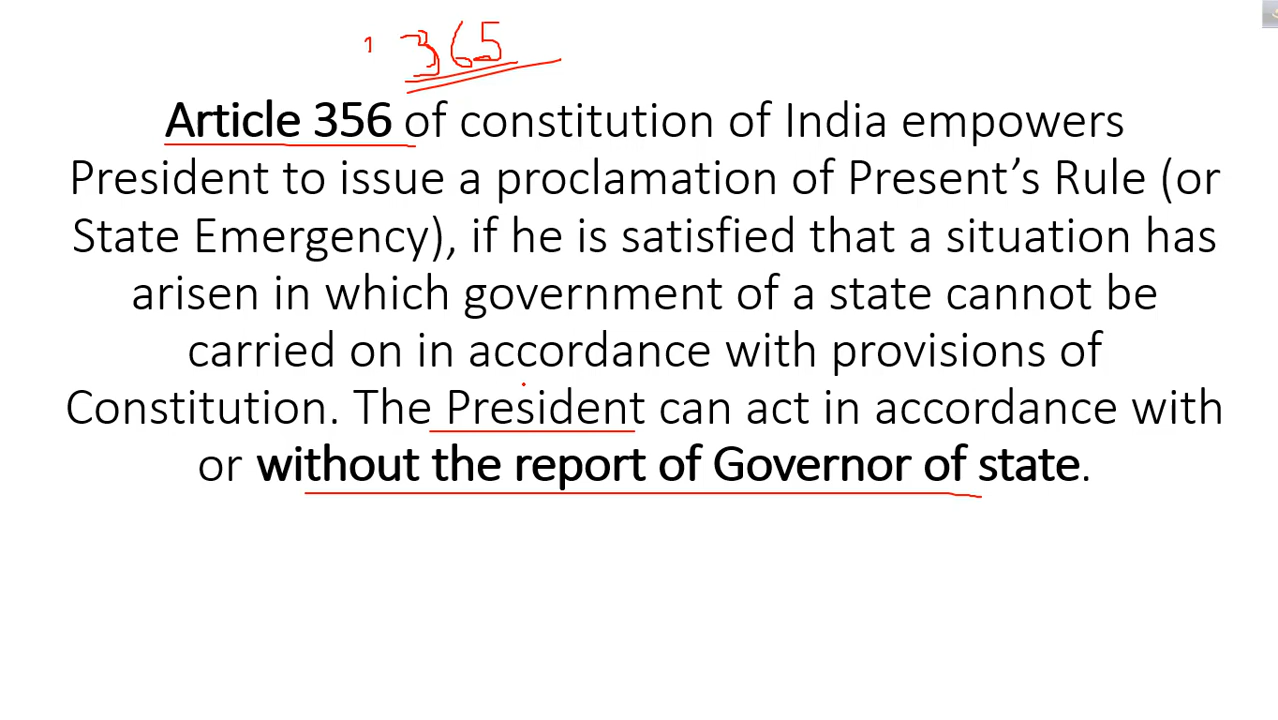 365
Article 356 of constitution of India empowers
President to issue a proclamation of Present’s Rule (or
State Emergency), if he is satisfied that a situation has
arisen in which government of a state cannot be
carried on in accordance with provisions of
Constitution. The President can act in accordance with
or without the report of Governor of state.